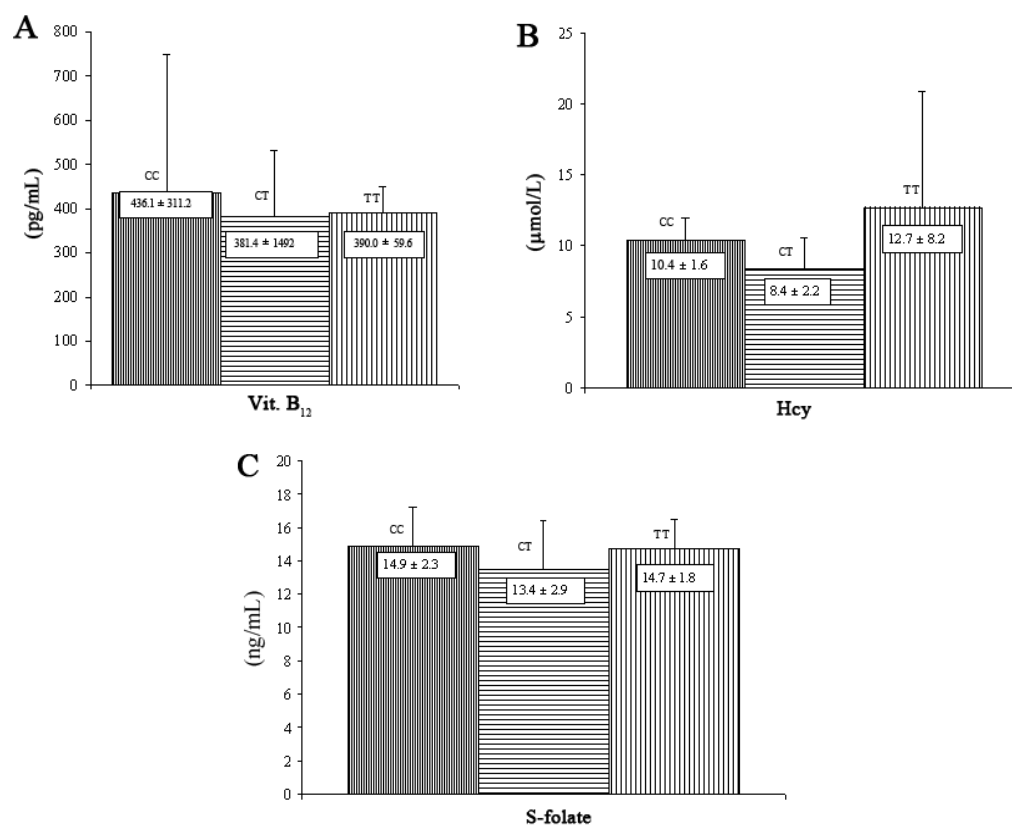 A
800
700
600
500
400
300
200
100
0
(pg/mL)
CC
436.1 ± 311.2
CT
381.4 ± 1492
TT
390.0 ± 59.6
Vit. B₁₂
B
25
20
15
10
5
0
(µmol/L)
CC
10.4 ± 1.6
CT
8.4 ± 2.2
TT
12.7 ± 8.2
Hcy
C
20
18
16
14
12
10
8
6
4
2
0
(ng/mL)
CC
14.9 ± 2.3
CT
13.4 ± 2.9
TT
14.7 ± 1.8
S-folate